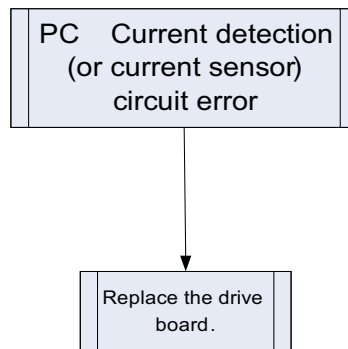 PC Current detection
(or current sensor)
circuit error
Replace the drive
board.